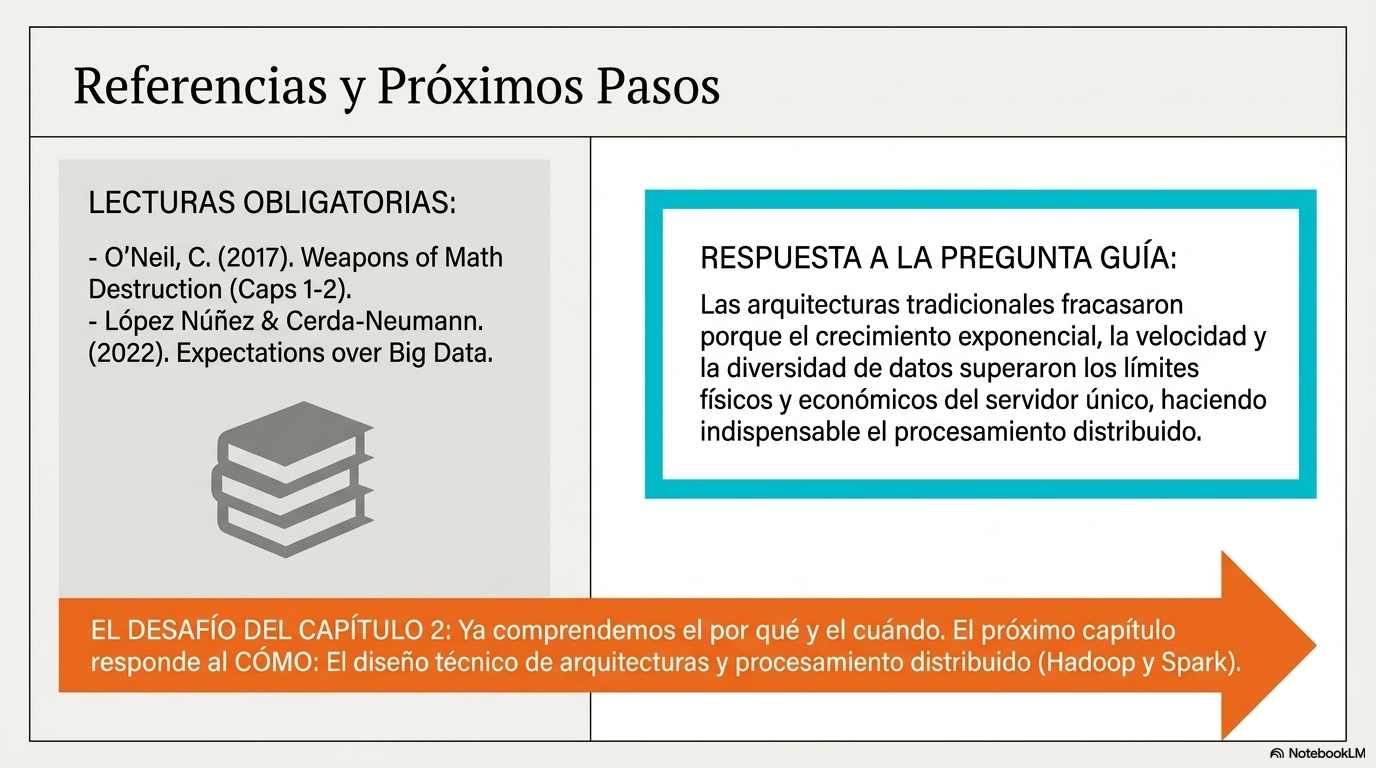 Referencias y Próximos Pasos
LECTURAS OBLIGATORIAS:
- O’Neil, C. (2017). Weapons of Math
Destruction (Caps 1-2).
- López Núñez & Cerda-Neumann.
(2022). Expectations over Big Data.
RESPUESTA A LA PREGUNTA GUÍA:
Las arquitecturas tradicionales fracasaron
porque el crecimiento exponencial, la velocidad y
la diversidad de datos superaron los límites
físicos y económicos del servidor único, haciendo
indispensable el procesamiento distribuido.
EL DESAFÍO DEL CAPÍTULO 2: Ya comprendemos el por qué y el cuándo. El próximo capítulo
responde al CÓMO: El diseño técnico de arquitecturas y procesamiento distribuido (Hadoop y Spark).
NotebookLM